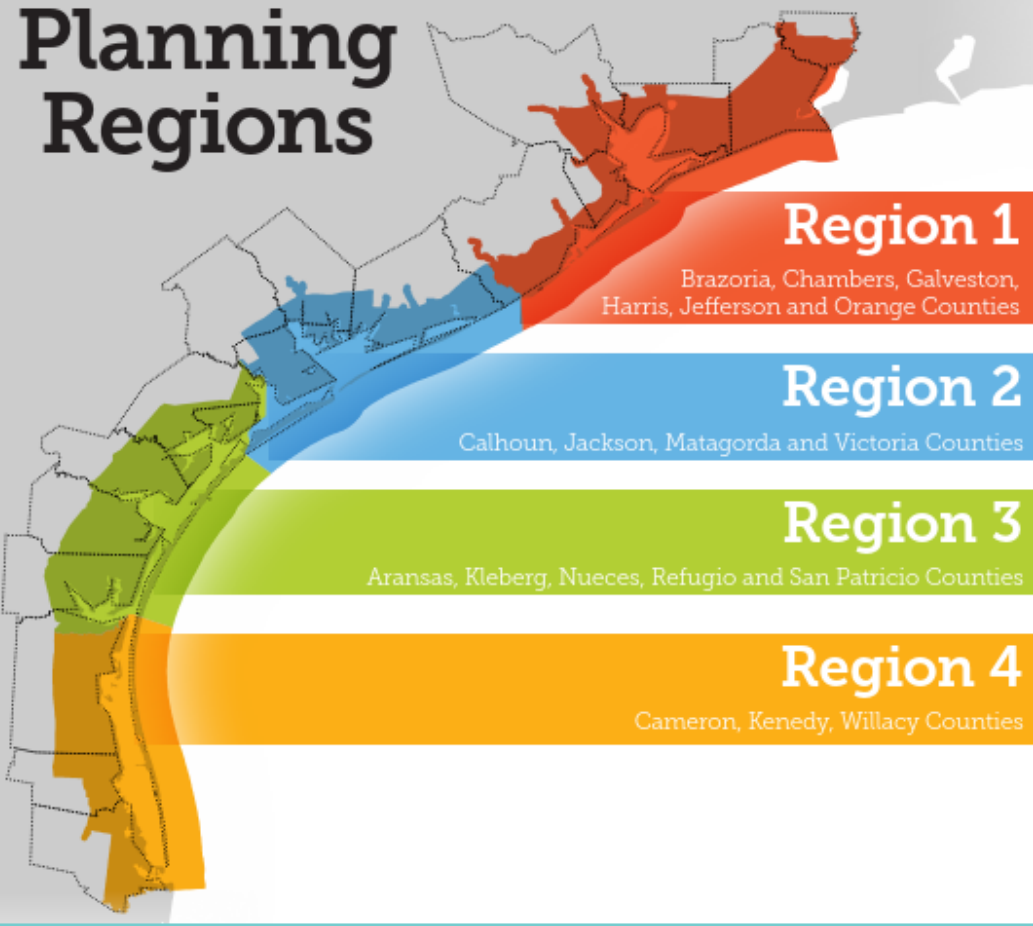 Planning
Regions
Region 1
Brazoria, Chambers, Galveston,
Harris, Jefferson and Orange Counties
Region 2
Calhoun, Jackson, Matagorda and Victoria Counties
Region 3
Aransas, Kleberg, Nueces, Refugio and San Patricio Counties
Region 4
Cameron, Kenedy, Willacy Counties